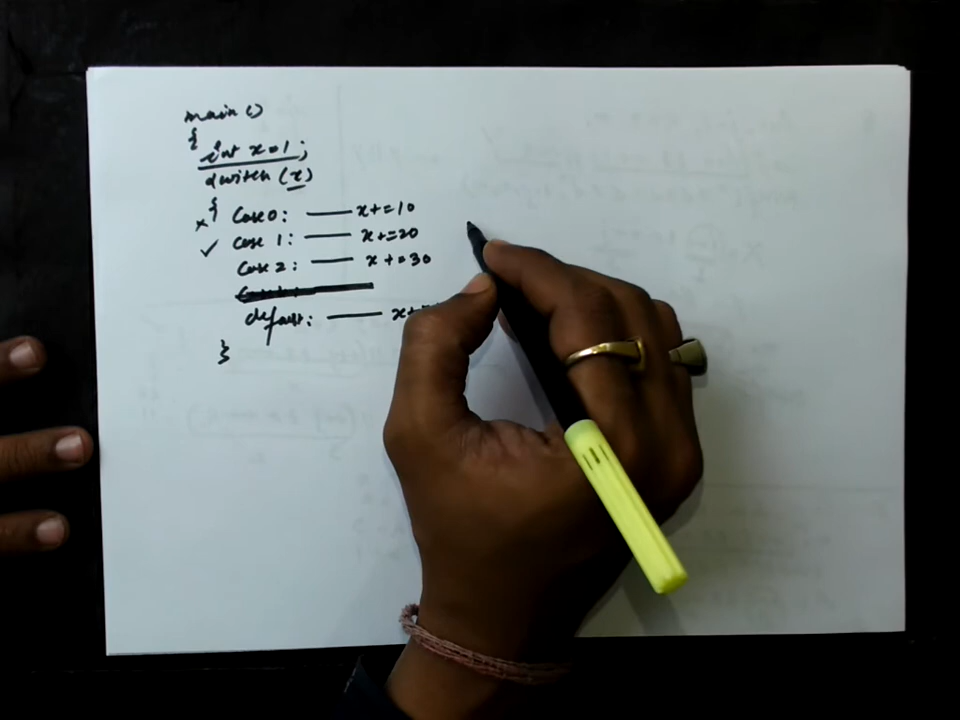 main()
{
int x=1;
switch (x)
{ Case 0: —— x+=10
Case 1: —— x+=20
Case 2: —— x+=30
default: —— x+=
}